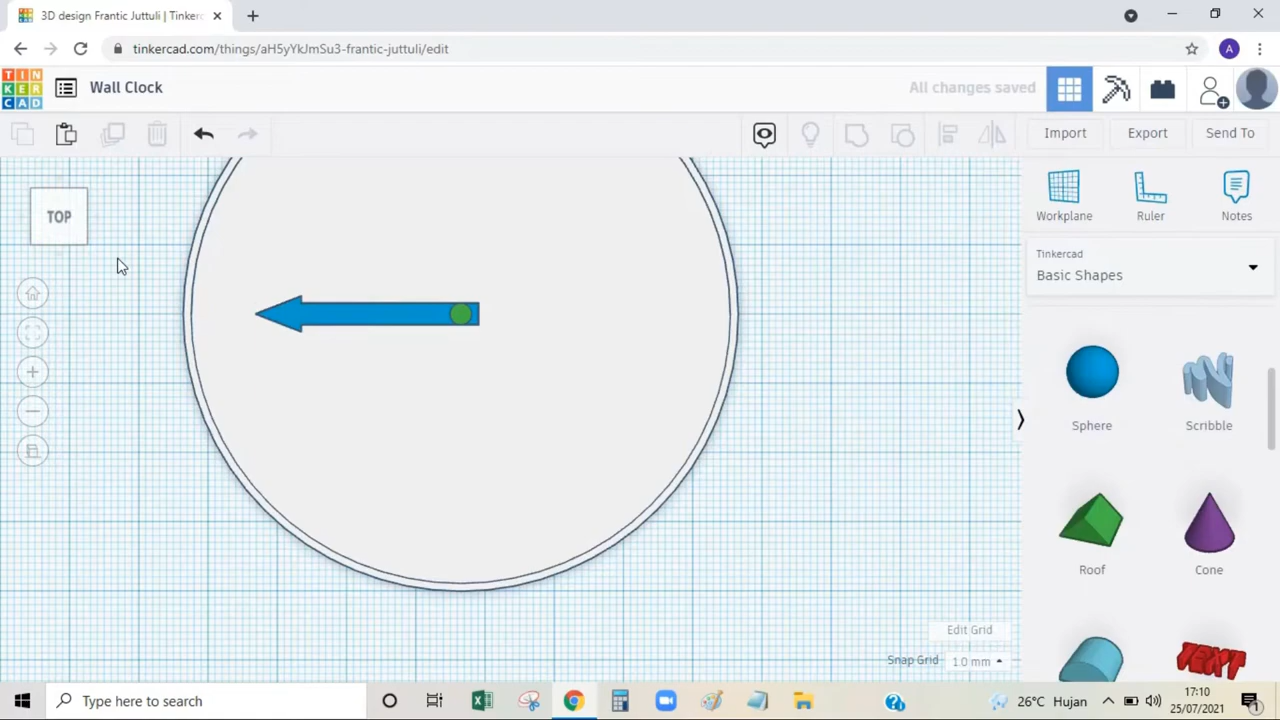 3D design Frantic Juttuli | Tinkerc
tinkercad.com/things/aH5yYkJmSu3-frantic-juttuli/edit
A
TIN
KER
CAD
Wall Clock
All changes saved
Import
Export
Send To
TOP
Workplane
Ruler
Notes
Tinkercad
Basic Shapes
Sphere
Scribble
Roof
Cone
TEXT
Edit Grid
Snap Grid
1.0 mm
Type here to search
26°C Hujan
17:10
25/07/2021
1